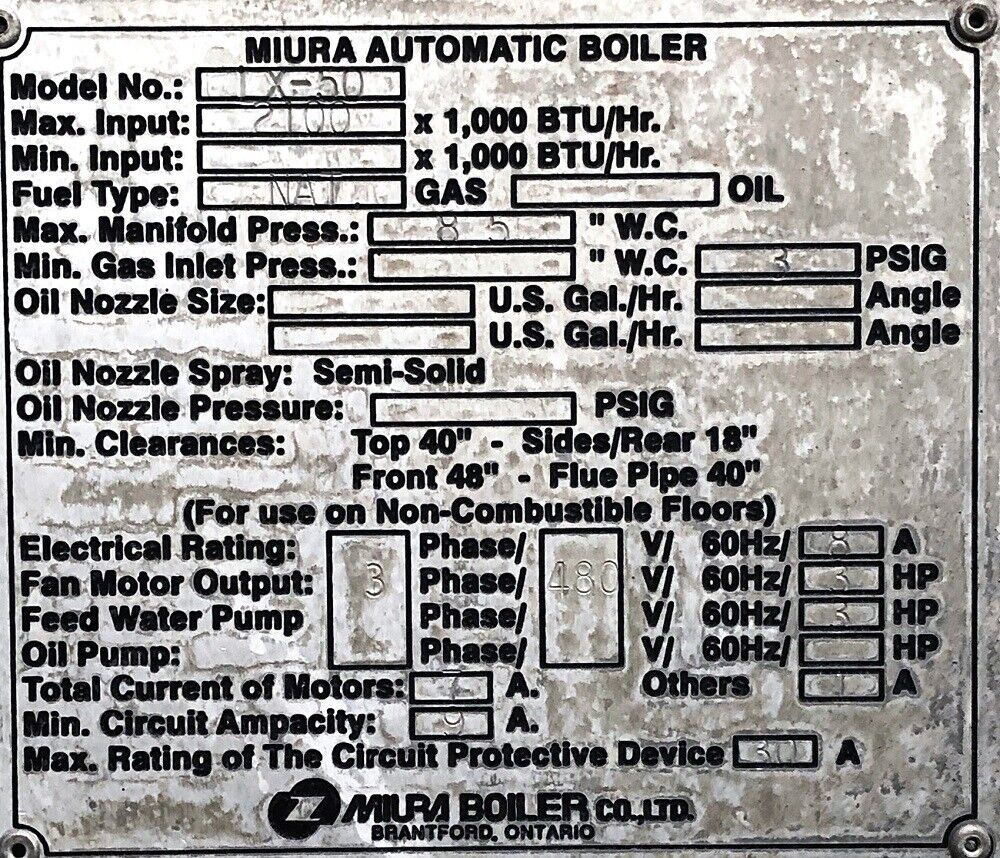 MIURA AUTOMATIC BOILER
Model No.: LX-50
Max. Input: 2100 x 1,000 BTU/Hr.
Min. Input: x 1,000 BTU/Hr.
Fuel Type: NAT. GAS OIL
Max. Manifold Press.: 8 5 " W.C.
Min. Gas Inlet Press.: " W.C. 3 PSIG
Oil Nozzle Size: U.S. Gal./Hr. Angle
U.S. Gal./Hr. Angle
Oil Nozzle Spray: Semi-Solid
Oil Nozzle Pressure: PSIG
Min. Clearances: Top 40" - Sides/Rear 18"
Front 48" - Flue Pipe 40"
(For use on Non-Combustible Floors)
Electrical Rating: Phase/ V/ 60Hz/ 8 A
Fan Motor Output: 3 Phase/ 480 V/ 60Hz/ 3 HP
Feed Water Pump Phase/ V/ 60Hz/ 3 HP
Oil Pump: Phase/ V/ 60Hz/ HP
Total Current of Motors: 7 A. Others 1 A
Min. Circuit Ampacity: 9 A.
Max. Rating of The Circuit Protective Device 30 A
MIURA BOILER CO.,LTD.
BRANTFORD, ONTARIO